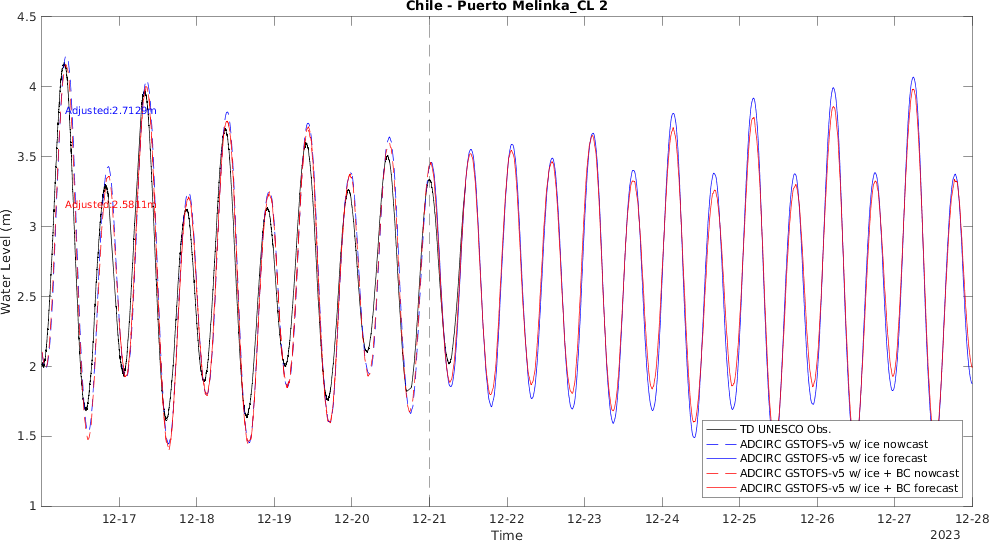 Chile - Puerto Melinka_CL 2
Water Level (m)
4.5
4
3.5
3
2.5
2
1.5
1
Adjusted:2.7129m
Adjusted:2.5811m
TD UNESCO Obs.
ADCIRC GSTOFS-v5 w/ ice nowcast
ADCIRC GSTOFS-v5 w/ ice forecast
ADCIRC GSTOFS-v5 w/ ice + BC nowcast
ADCIRC GSTOFS-v5 w/ ice + BC forecast
12-17 12-18 12-19 12-20 12-21 12-22 12-23 12-24 12-25 12-26 12-27 12-28
Time
2023